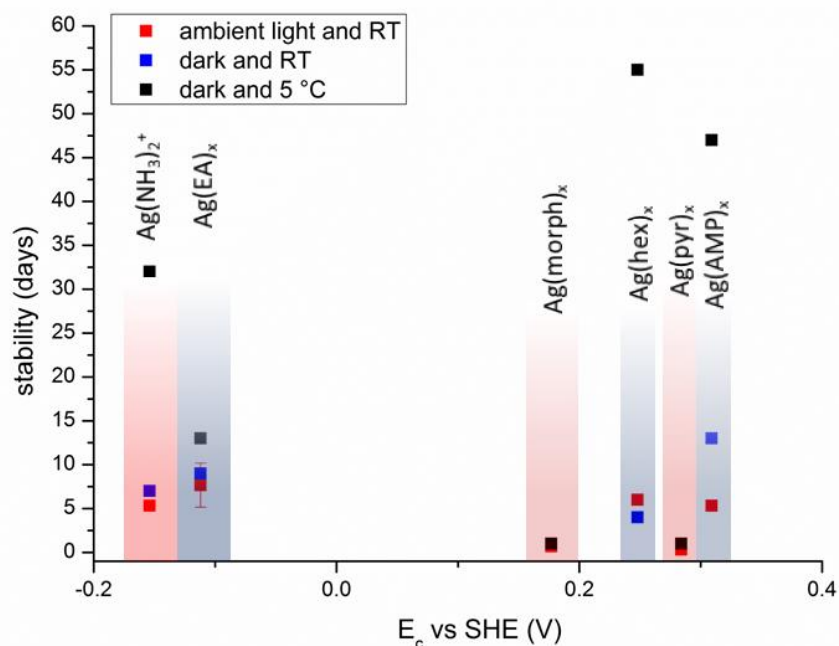 60
55
50
45
40
35
30
25
20
15
10
5
0
stability (days)
ambient light and RT
dark and RT
dark and 5 °C
Ag(NH₃)₂⁺
Ag(EA)ₓ
Ag(morph)ₓ
Ag(hex)ₓ
Ag(pyr)ₓ
Ag(AMP)ₓ
-0.2 0.0 0.2 0.4
E_c vs SHE (V)